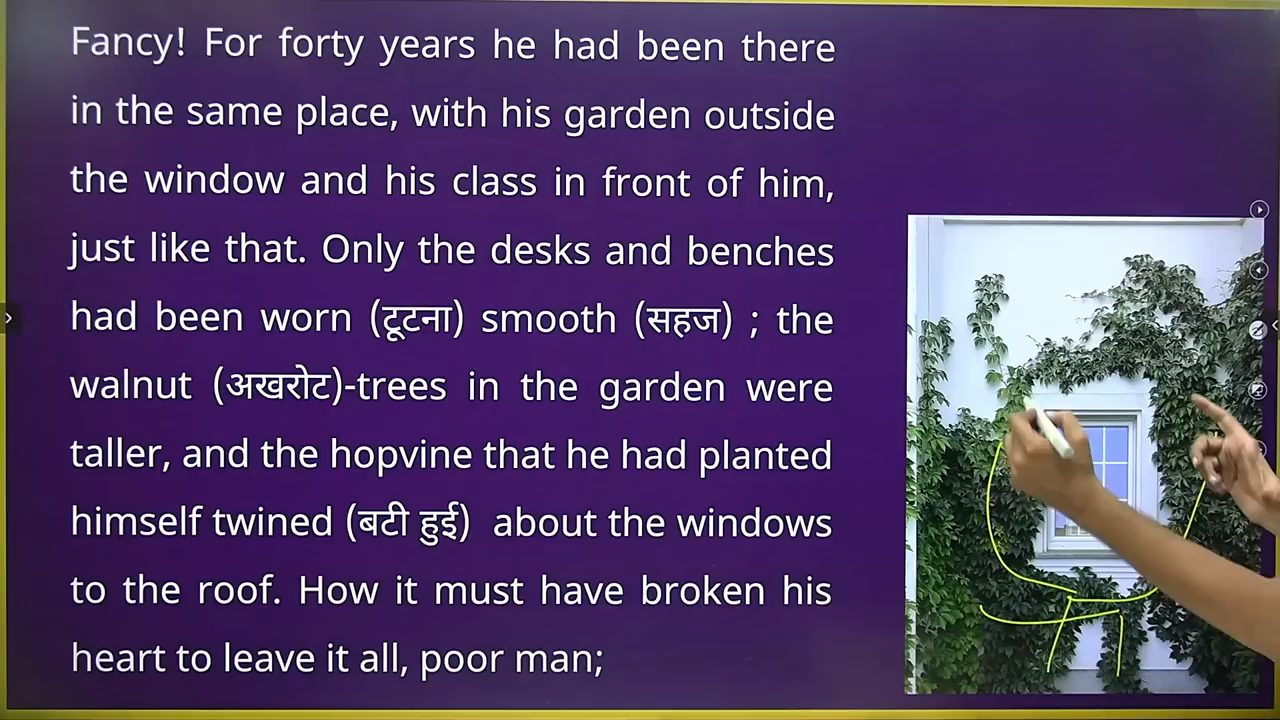 Fancy! For forty years he had been there
in the same place, with his garden outside
the window and his class in front of him,
just like that. Only the desks and benches
had been worn (टूटना) smooth (सहज) ; the
walnut (अखरोट)-trees in the garden were
taller, and the hopvine that he had planted
himself twined (बटी हुई) about the windows
to the roof. How it must have broken his
heart to leave it all, poor man;